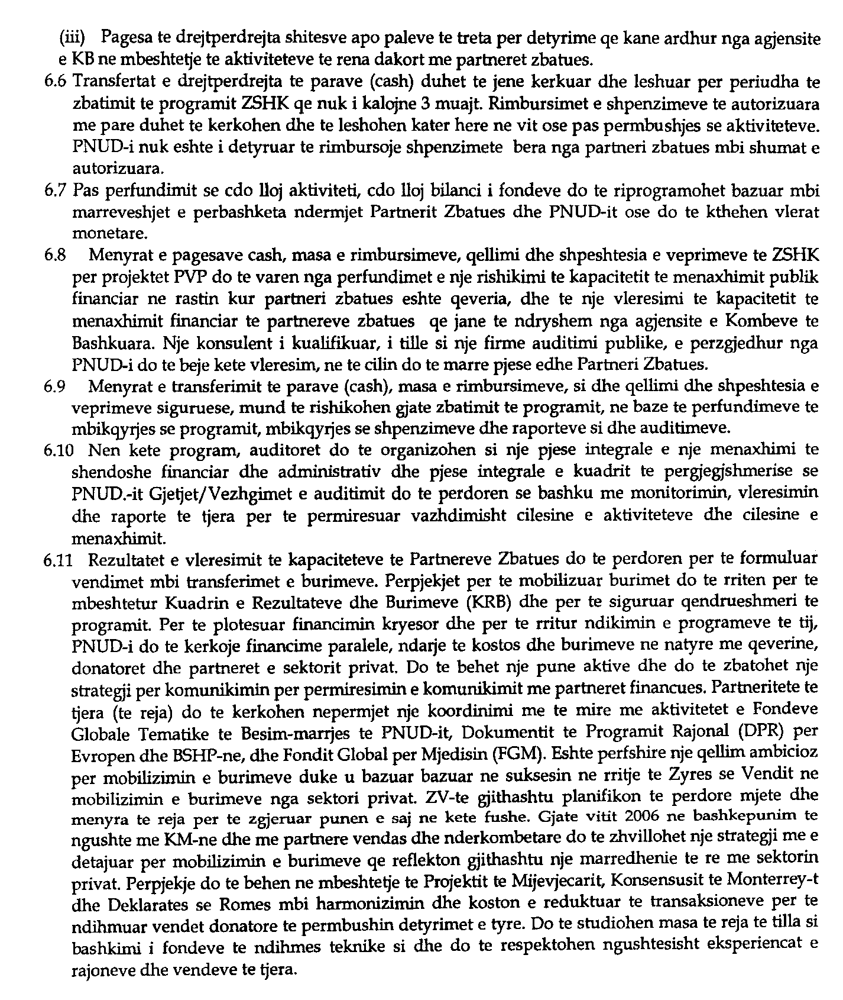 (iii) Pagesa te drejtperdrejta shitesve apo paleve te treta per detyrime qe kane ardhur nga agjensite
e KB ne mbeshtetje te aktiviteteve te rena dakort me partneret zbatues.
6.6 Transfertat e drejtperdrejta te parave (cash) duhet te jene kerkuar dhe leshuar per periudha te
zbatimit te programit ZSHK qe nuk i kalojne 3 muajt. Rimbursimet e shpenzimeve te autorizuara
me pare duhet te kerkohen dhe te leshohen kater here ne vit ose pas permbushjes se aktiviteteve.
PNUD-i nuk eshte i detyruar te rimbursoje shpenzimete bera nga partneri zbatues mbi shumat e
autorizuara.
6.7 Pas perfundimit se cdo lloj aktiviteti, cdo lloj bilanci i fondeve do te riprogramohet bazuar mbi
marreveshjet e perbashketa ndermjet Partnerit Zbatues dhe PNUD-it ose do te kthehen vlerat
monetare.
6.8 Menyrat e pagesave cash, masa e rimbursimeve, qellimi dhe shpeshtesia e veprimeve te ZSHK
per projektet PVP do te varen nga perfundimet e nje rishikimi te kapacitetit te menaxhimit publik
financiar ne rastin kur partneri zbatues eshte qeveria, dhe te nje vleresimi te kapacitetit te
menaxhimit financiar te partnereve zbatues qe jane te ndryshem nga agjensite e Kombeve te
Bashkuara. Nje konsulent i kualifikuar, i tille si nje firme auditimi publike, e perzgjedhur nga
PNUD-i do te beje kete vleresim, ne te cilin do te marre pjese edhe Partneri Zbatues.
6.9 Menyrat e transferimit te parave (cash), masa e rimbursimeve, si dhe qellimi dhe shpeshtesia e
veprimeve siguruese, mund te rishikohen gjate zbatimit te programit, ne baze te perfundimeve te
mbikqyrjes se programit, mbikqyrjes se shpenzimeve dhe raporteve si dhe auditimeve.
6.10 Nen kete program, auditoret do te organizohen si nje pjese integrale e nje menaxhimi te
shendoshe financiar dhe administrativ dhe pjese integrale e kuadrit te pergjegjshmerise se
PNUD.-it Gjetjet/Vezhgimet e auditimit do te perdoren se bashku me monitorimin, vleresimin
dhe raporte te tjera per te permiresuar vazhdimisht cilesine e aktiviteteve dhe cilesine e
menaxhimit.
6.11 Rezultatet e vleresimit te kapaciteteve te Partnereve Zbatues do te perdoren per te formuluar
vendimet mbi transferimet e burimeve. Perpjekjet per te mobilizuar burimet do te rriten per te
mbeshtetur Kuadrin e Rezultateve dhe Burimeve (KRB) dhe per te siguruar qendrueshmeri te
programit. Per te plotesuar financimin kryesor dhe per te rritur ndikimin e programeve te tij,
PNUD-i do te kerkoje financime paralele, ndarje te kostos dhe burimeve ne natyre me qeverine,
donatoret dhe partneret e sektorit privat. Do te behet nje pune aktive dhe do te zbatohet nje
strategji per komunikimin per permiresimin e komunikimit me partneret financues. Partneritete te
tjera (te reja) do te kerkohen nepermjet nje koordinimi me te mire me aktivitetet e Fondeve
Globale Tematike te Besim-marrjes te PNUD-it, Dokumentit te Programit Rajonal (DPR) per
Evropen dhe BSHP-ne, dhe Fondit Global per Mjedisin (FGM). Eshte perfshire nje qellim ambicioz
per mobilizimin e burimeve duke u bazuar bazuar ne suksesin ne rritje te Zyres se Vendit ne
mobilizimin e burimeve nga sektori privat. ZV-te gjithashtu planifikon te perdore mjete dhe
menyra te reja per te zgjeruar punen e saj ne kete fushe. Gjate vitit 2006 ne bashkepunim te
ngushte me KM-ne dhe me partnere vendas dhe nderkombetare do te zhvillohet nje strategji me e
detajuar per mobilizimin e burimeve qe reflekton gjithashtu nje marredhenie te re me sektorin
privat. Perpjekje do te behen ne mbeshtetje te Projektit te Mijevjecarit, Konsensusit te Monterrey-t
dhe Deklarates se Romes mbi harmonizimin dhe koston e reduktuar te transaksioneve per te
ndihmuar vendet donatore te permbushin detyrimet e tyre. Do te studiohen masa te reja te tilla si
bashkimi i fondeve te ndihmes teknike si dhe do te respektohen ngushtesisht eksperiencat e
rajoneve dhe vendeve te tjera.